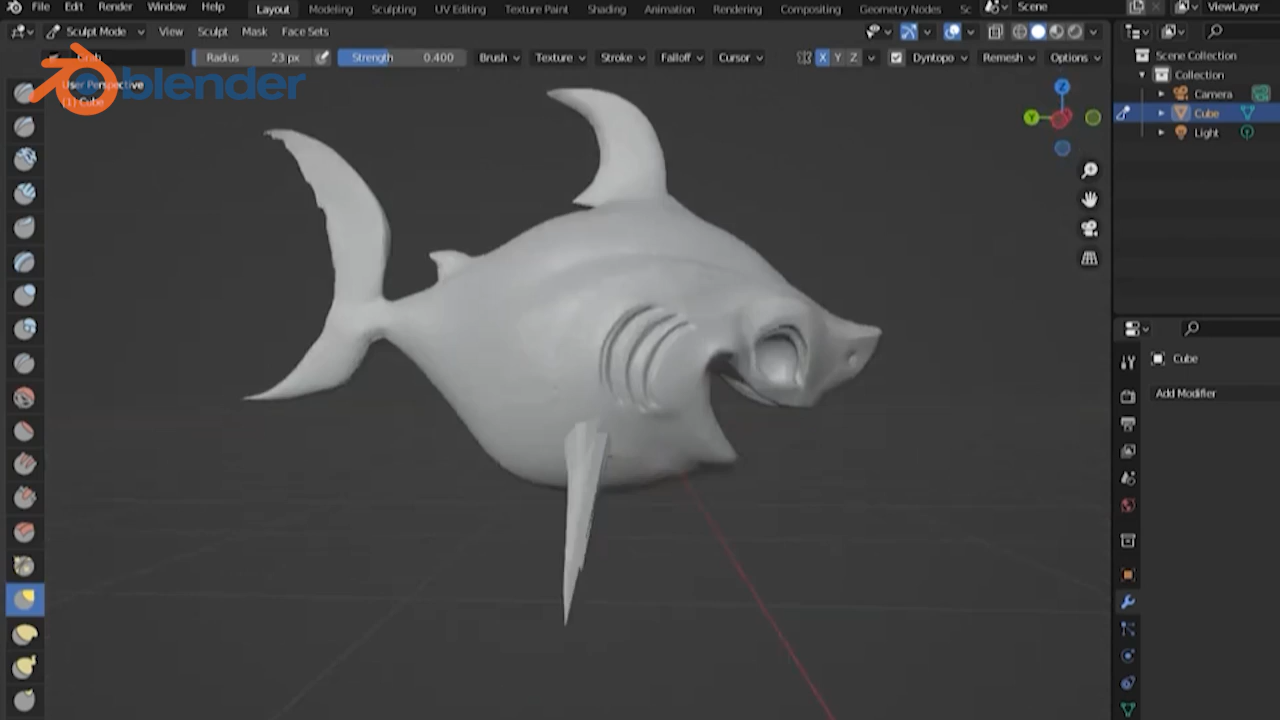 File Edit Render Window Help Layout Modeling Sculpting UV Editing Texture Paint Shading Animation Rendering Compositing Geometry Nodes Sc Scene ViewLayer
Sculpt Mode View Sculpt Mask Face Sets
Grab Radius 23 px Strength 0.400 Brush Texture Stroke Falloff Cursor X Y Z Dyntopo Remesh Options
blender
User Perspective
(1) Cube
Z
Y
Scene Collection
Collection
Camera
Cube
Light
Cube
Add Modifier